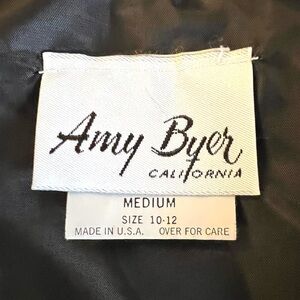 Amy Byer
CALIFORNIA
MEDIUM
SIZE 10-12
MADE IN U.S.A. OVER FOR CARE